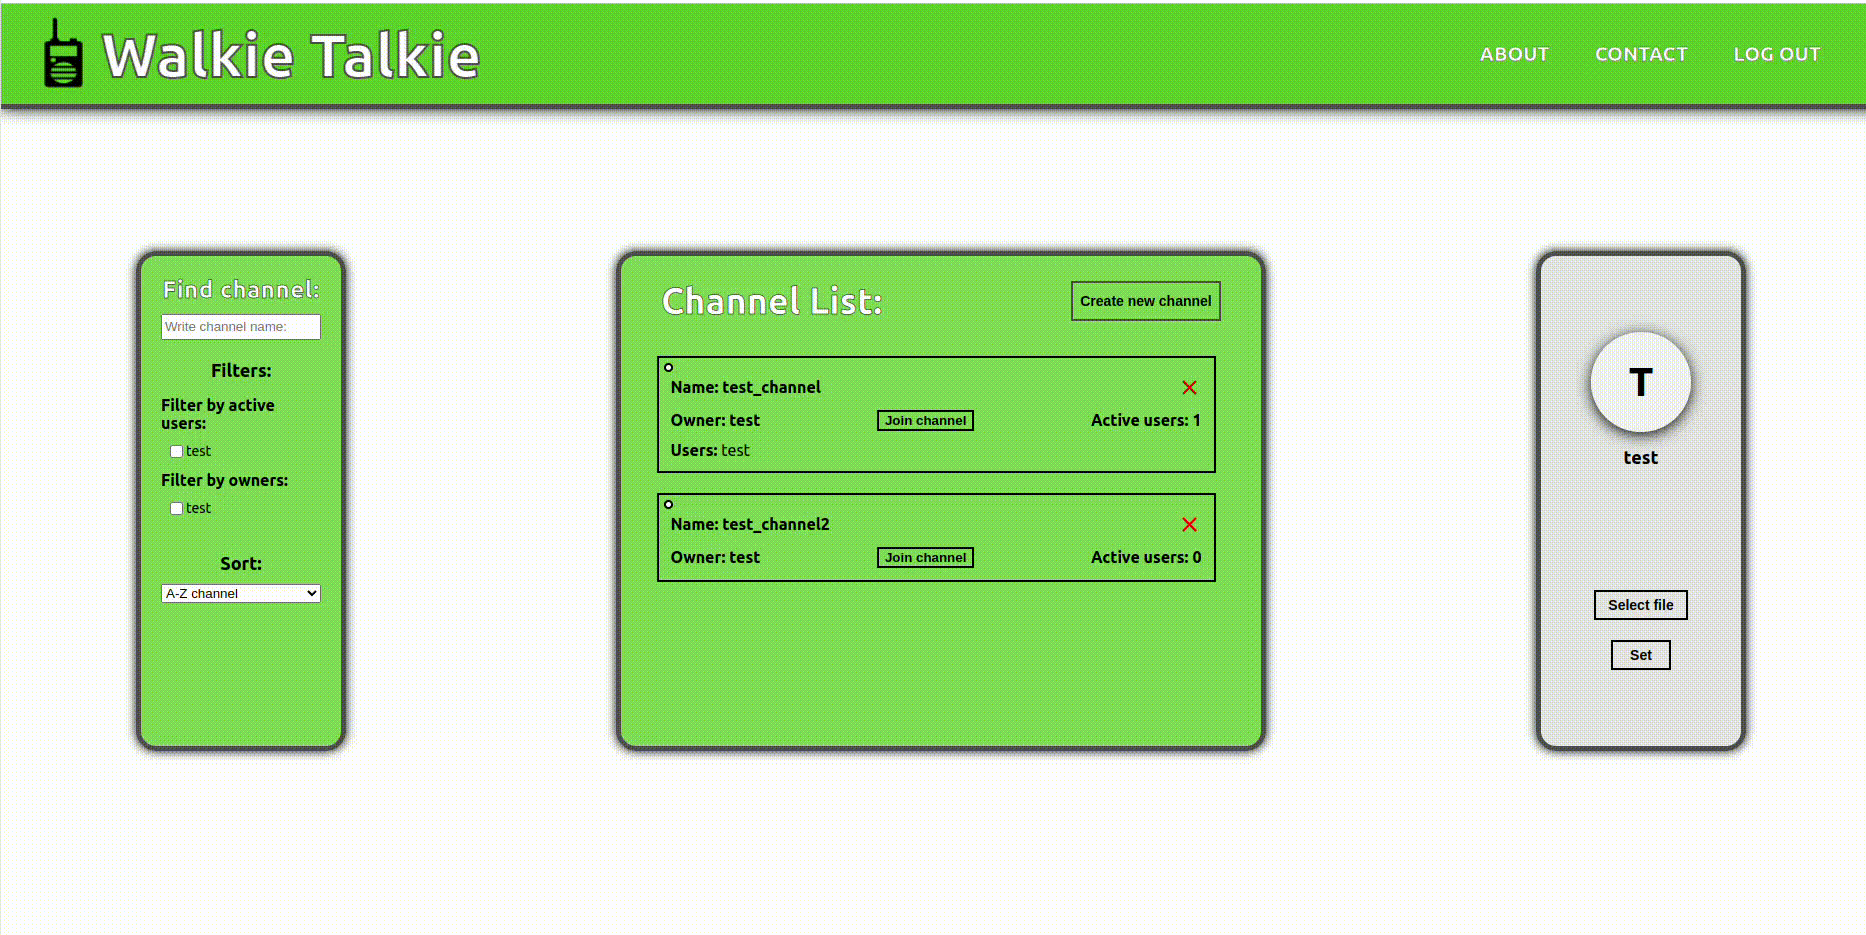 Walkie Talkie
ABOUT CONTACT LOG OUT
Find channel:
Write channel name:
Filters:
Filter by active
users:
test
Filter by owners:
test
Sort:
A-Z channel
Channel List:
Create new channel
Name: test_channel
Owner: test Join channel Active users: 1
Users: test
Name: test_channel2
Owner: test Join channel Active users: 0
T
test
Select file
Set